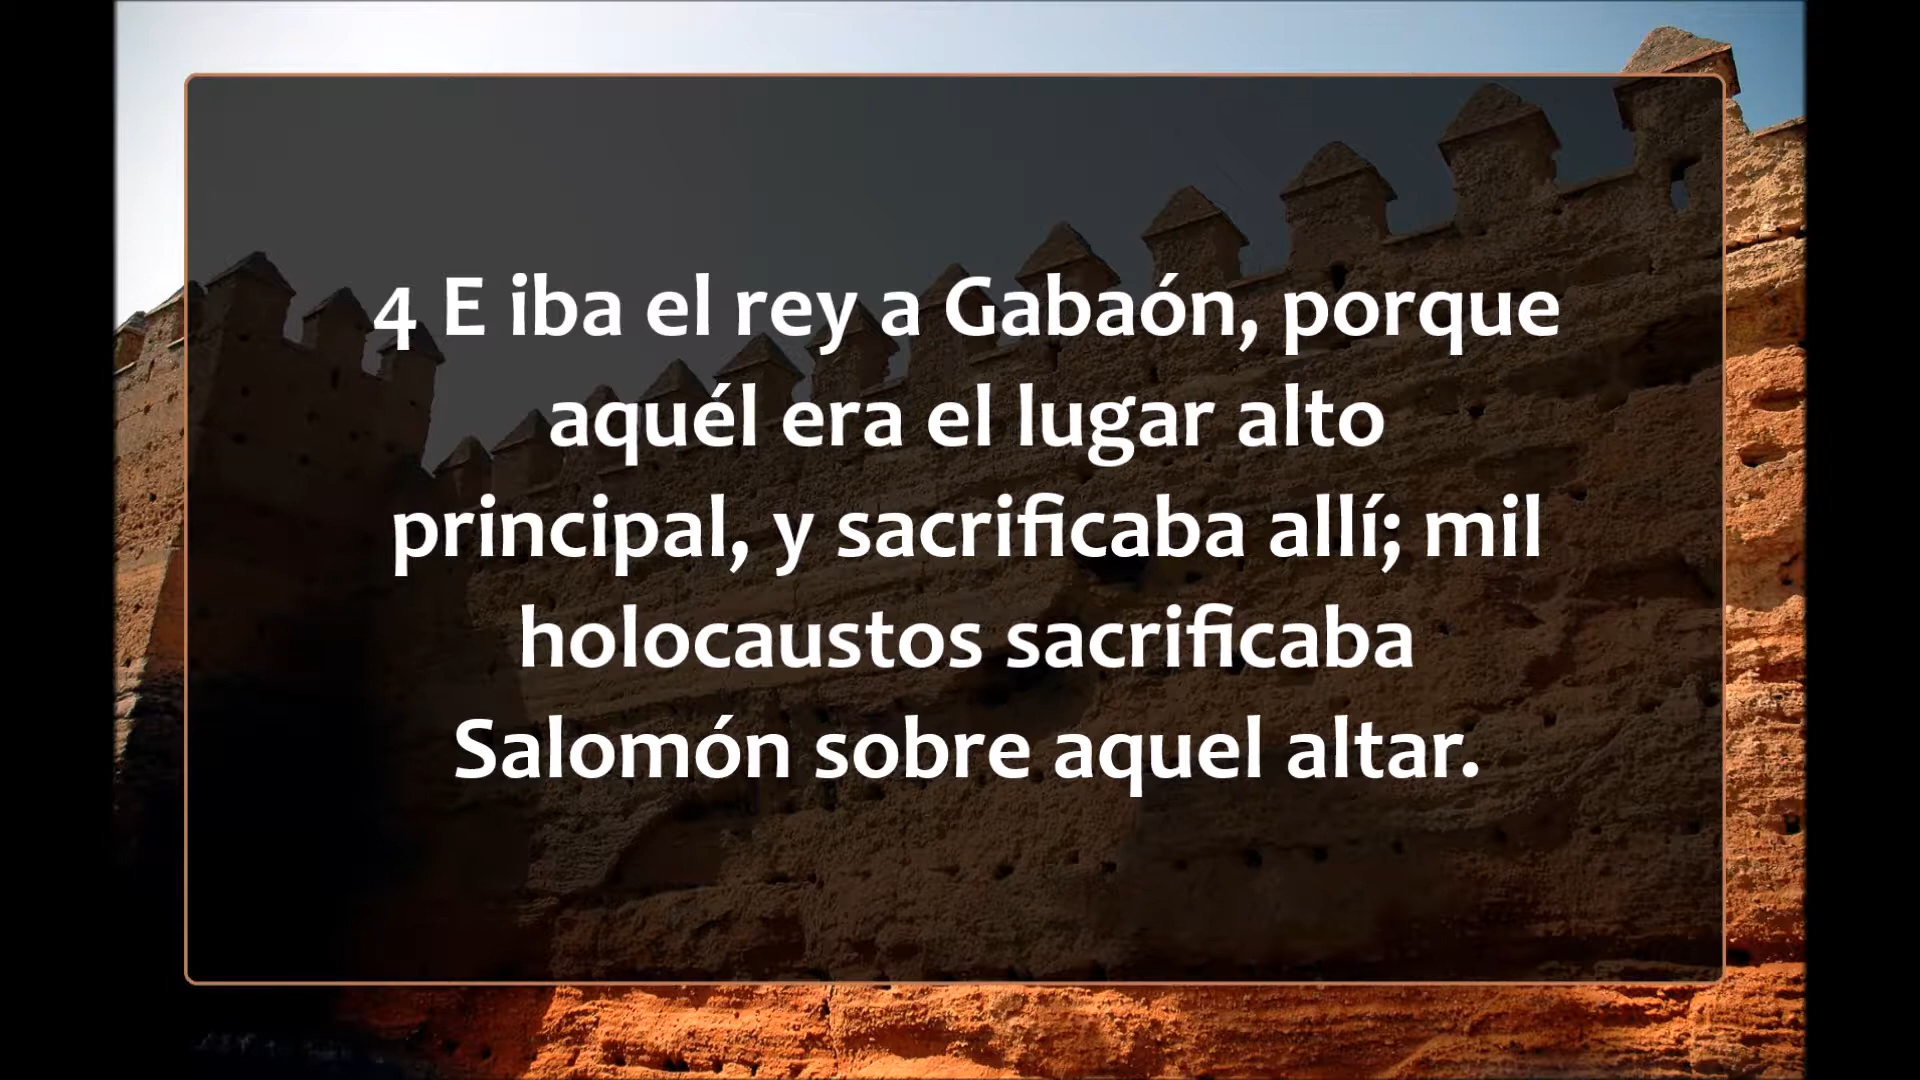 4 E iba el rey a Gabaón, porque
aquél era el lugar alto
principal, y sacrificaba allí; mil
holocaustos sacrificaba
Salomón sobre aquel altar.